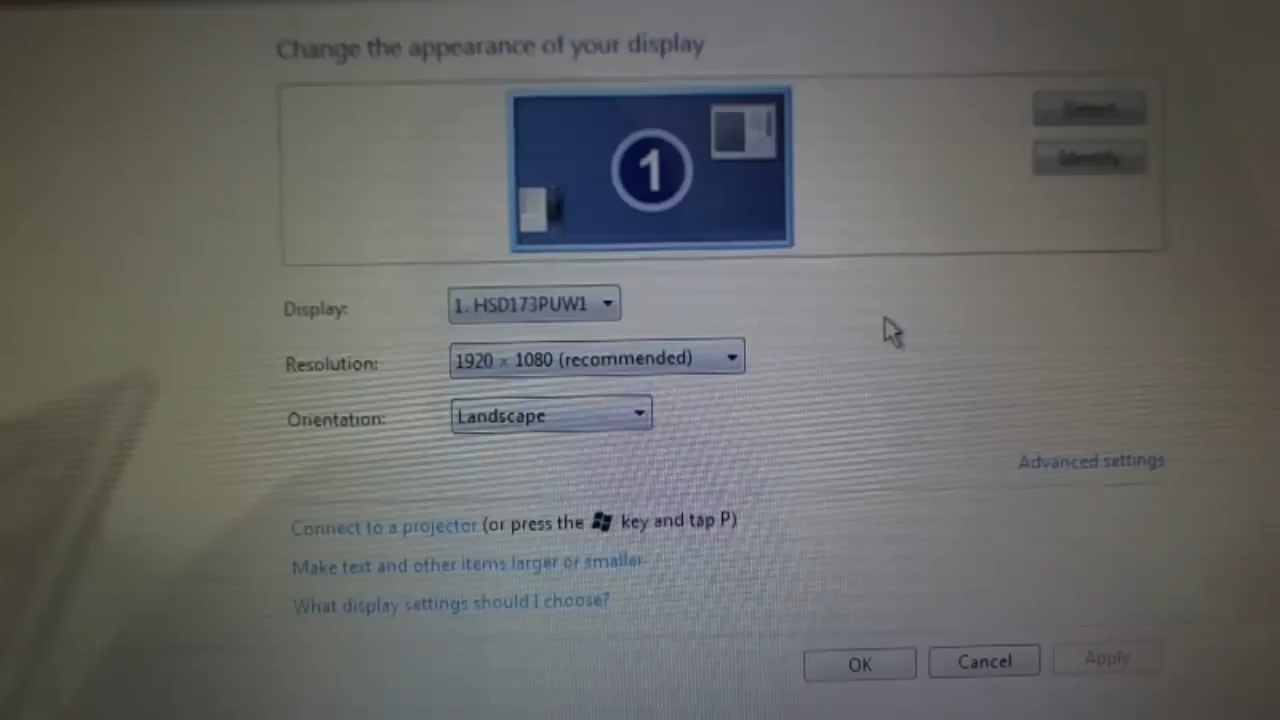 Change the appearance of your display
1
Detect
Identify
Display: 1. HSD173PUW1
Resolution: 1920 × 1080 (recommended)
Orientation: Landscape
Advanced settings
Connect to a projector (or press the key and tap P)
Make text and other items larger or smaller
What display settings should I choose?
OK Cancel Apply